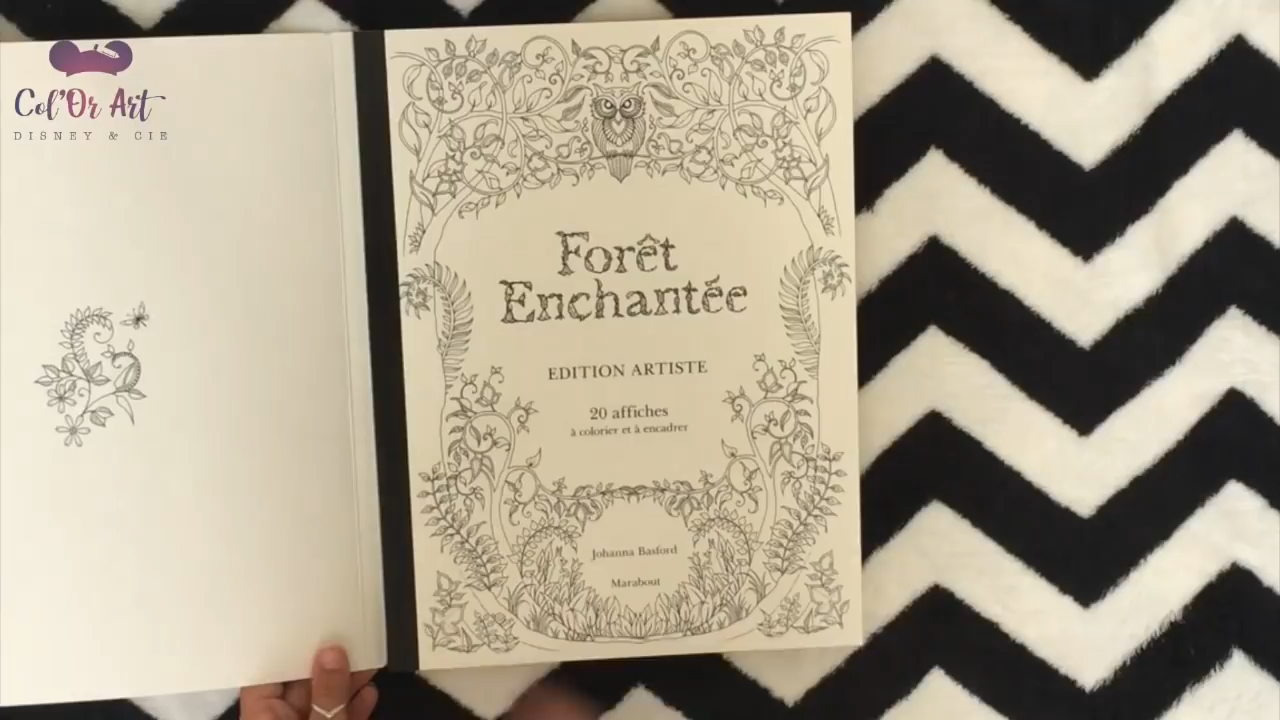 Col'Or Art
DISNEY & CIE
Forêt
Enchantée
EDITION ARTISTE
20 affiches
à colorier et à encadrer
Johanna Basford
Marabout